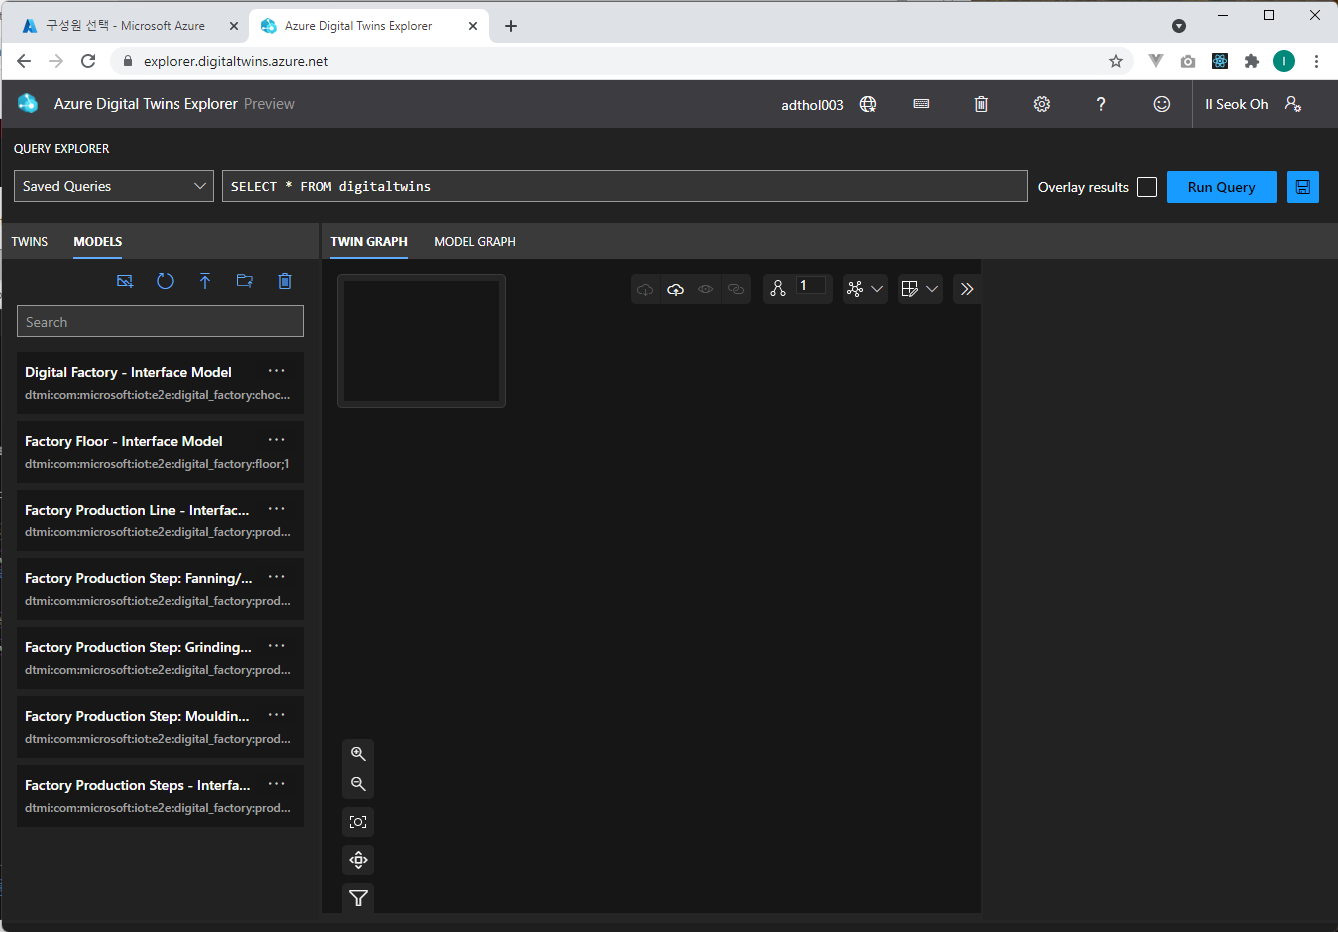 구성원 선택 - Microsoft Azure
Azure Digital Twins Explorer
explorer.digitaltwins.azure.net
I
Azure Digital Twins Explorer Preview
adthol003
?
Il Seok Oh
QUERY EXPLORER
Saved Queries
SELECT * FROM digitaltwins
Overlay results
Run Query
TWINS
MODELS
TWIN GRAPH
MODEL GRAPH
1
Search
Digital Factory - Interface Model
dtmi:com:microsoft:iot:e2e:digital_factory:choc...
Factory Floor - Interface Model
dtmi:com:microsoft:iot:e2e:digital_factory:floor;1
Factory Production Line - Interfac...
dtmi:com:microsoft:iot:e2e:digital_factory:prod...
Factory Production Step: Fanning/...
dtmi:com:microsoft:iot:e2e:digital_factory:prod...
Factory Production Step: Grinding...
dtmi:com:microsoft:iot:e2e:digital_factory:prod...
Factory Production Step: Mouldin...
dtmi:com:microsoft:iot:e2e:digital_factory:prod...
Factory Production Steps - Interfa...
dtmi:com:microsoft:iot:e2e:digital_factory:prod...